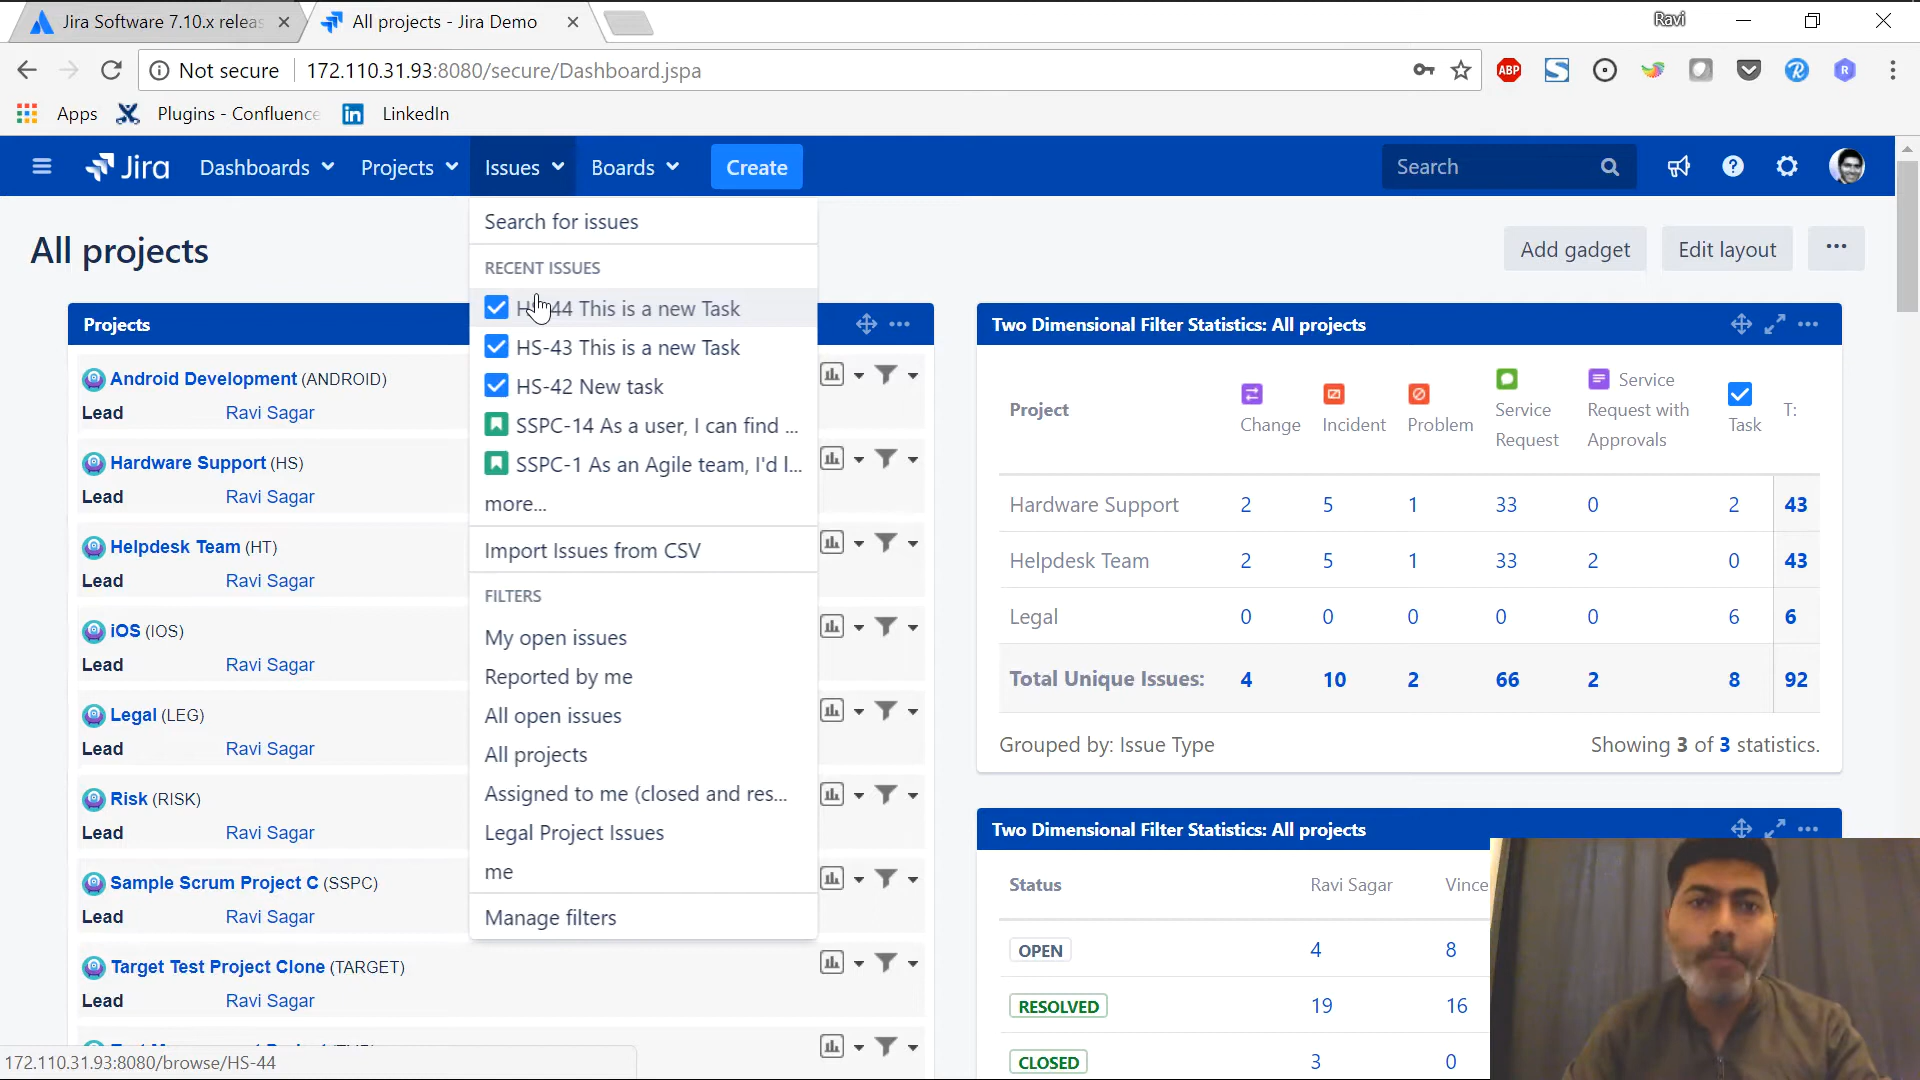 Jira Software 7.10.x releas
All projects - Jira Demo
Ravi
Not secure
172.110.31.93:8080/secure/Dashboard.jspa
ABP
Apps
Plugins - Confluence
LinkedIn
Jira
Dashboards
Projects
Issues
Boards
Create
Search
All projects
Add gadget
Edit layout
Search for issues
RECENT ISSUES
HS-44 This is a new Task
HS-43 This is a new Task
HS-42 New task
SSPC-14 As a user, I can find ...
SSPC-1 As an Agile team, I'd l...
more...
Import Issues from CSV
FILTERS
My open issues
Reported by me
All open issues
All projects
Assigned to me (closed and res...
Legal Project Issues
me
Manage filters
Projects
Android Development (ANDROID)
Lead Ravi Sagar
Hardware Support (HS)
Lead Ravi Sagar
Helpdesk Team (HT)
Lead Ravi Sagar
iOS (IOS)
Lead Ravi Sagar
Legal (LEG)
Lead Ravi Sagar
Risk (RISK)
Lead Ravi Sagar
Sample Scrum Project C (SSPC)
Lead Ravi Sagar
Target Test Project Clone (TARGET)
Lead Ravi Sagar
172.110.31.93:8080/browse/HS-44
Two Dimensional Filter Statistics: All projects
Project Change Incident Problem Service Request Service Request with Approvals Task T:
Hardware Support 2 5 1 33 0 2 43
Helpdesk Team 2 5 1 33 2 0 43
Legal 0 0 0 0 0 6 6
Total Unique Issues: 4 10 2 66 2 8 92
Grouped by: Issue Type Showing 3 of 3 statistics.
Two Dimensional Filter Statistics: All projects
Status Ravi Sagar Vince
OPEN 4 8
RESOLVED 19 16
CLOSED 3 0